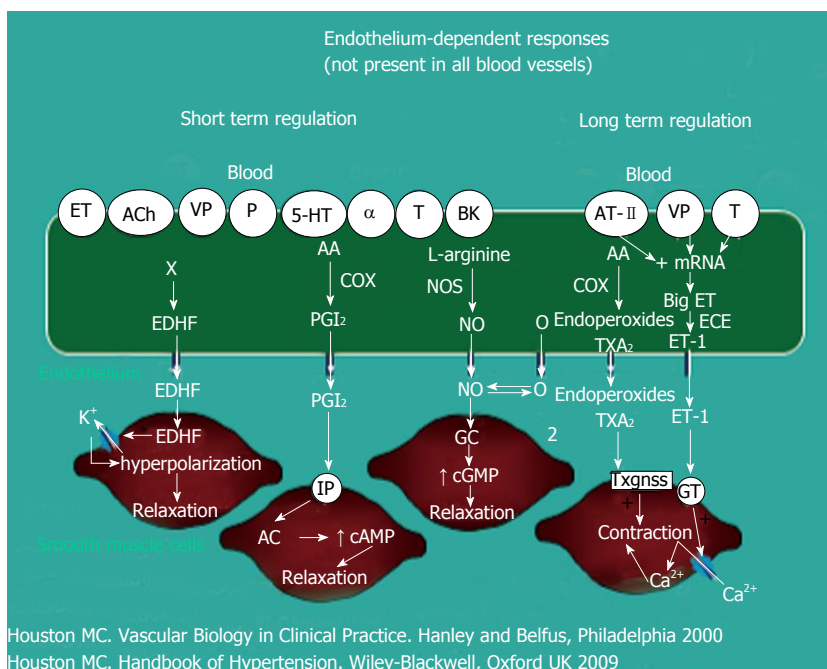 Endothelium-dependent responses
(not present in all blood vessels)
Short term regulation
Long term regulation
Blood
Blood
ET ACh VP P 5-HT α T BK
AT-Ⅱ VP T
AA
L-arginine
AA
+ mRNA
X
COX
NOS
COX
Big ET
EDHF
PGI₂
NO
O
Endoperoxides
ECE
TXA₂
ET-1
Endothelium
EDHF
PGI₂
NO
O
Endoperoxides
K⁺
TXA₂
ET-1
EDHF
GC
2
hyperpolarization
↑ cGMP
IP
Txgnss
GT
Relaxation
Relaxation
+
+
AC
↑ cAMP
Contraction
Smooth muscle cells
Relaxation
Ca²⁺
Ca²⁺
Houston MC. Vascular Biology in Clinical Practice. Hanley and Belfus, Philadelphia 2000
Houston MC. Handbook of Hypertension. Wiley-Blackwell, Oxford UK 2009